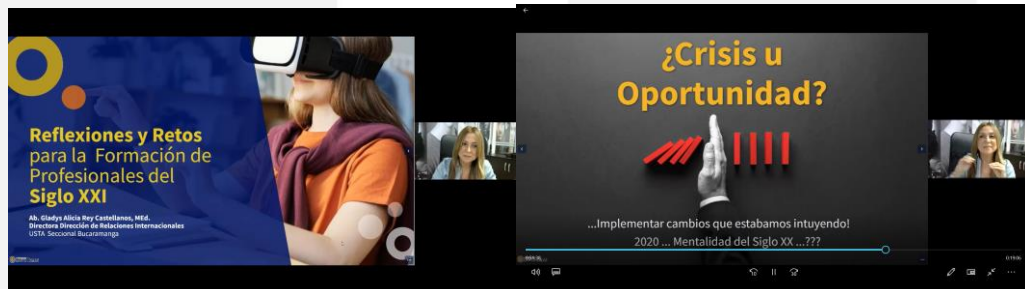 Reflexiones y Retos
para la Formación de
Profesionales del
Siglo XXI
Ab. Gladys Alicia Rey Castellanos, MEd.
Directora Dirección de Relaciones Internacionales
USTA Seccional Bucaramanga
¿Crisis u
Oportunidad?
...Implementar cambios que estabamos intuyendo!
2020 ... Mentalidad del Siglo XX ...???